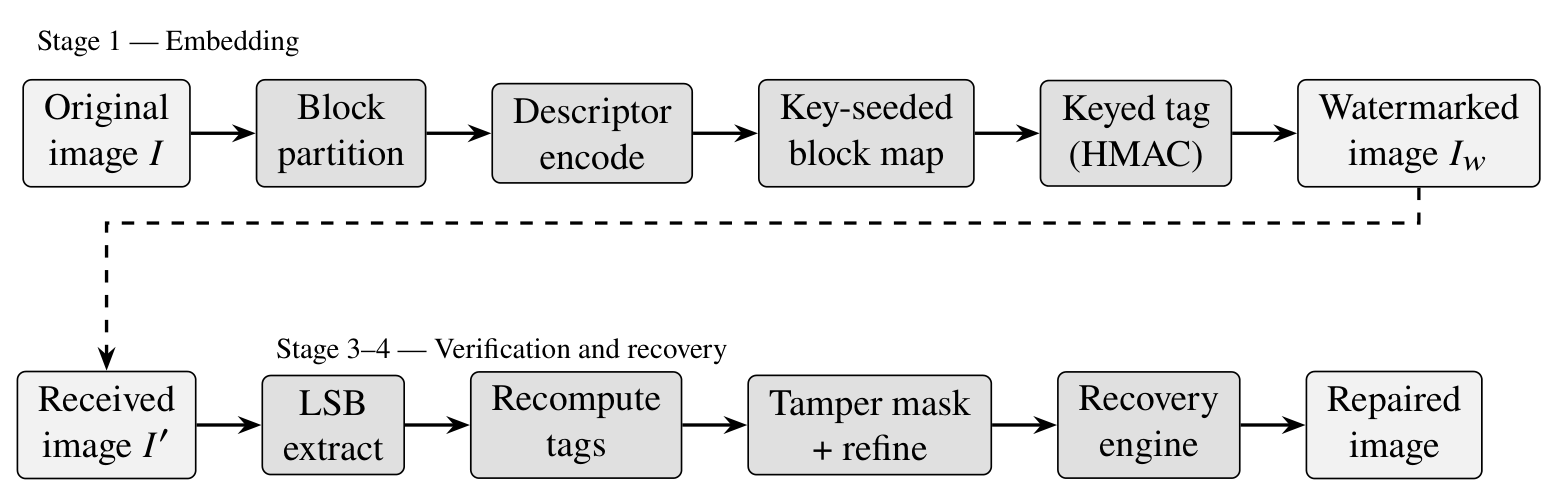 Stage 1 — Embedding
Original
image I
Block
partition
Descriptor
encode
Key-seeded
block map
Keyed tag
(HMAC)
Watermarked
image I_w
Stage 3–4 — Verification and recovery
Received
image I′
LSB
extract
Recompute
tags
Tamper mask
+ refine
Recovery
engine
Repaired
image